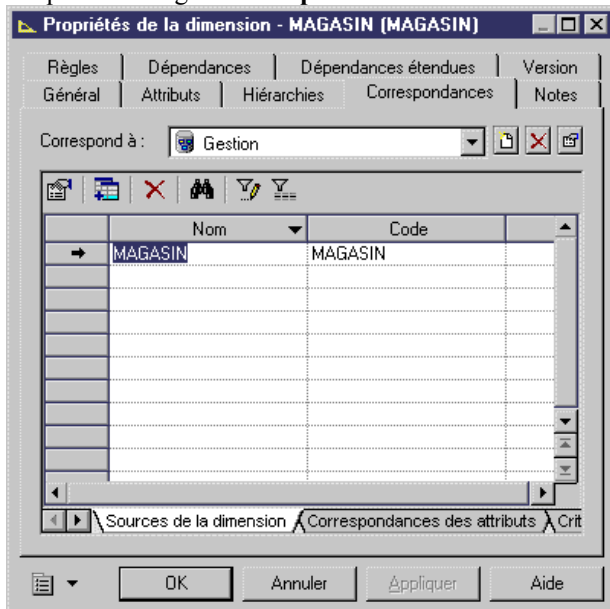 Propriétés de la dimension - MAGASIN (MAGASIN)
Règles Dépendances Dépendances étendues Version
Général Attributs Hiérarchies Correspondances Notes
Correspond à : Gestion
Nom Code
MAGASIN MAGASIN
Sources de la dimension Correspondances des attributs Crit
OK Annuler Appliquer Aide